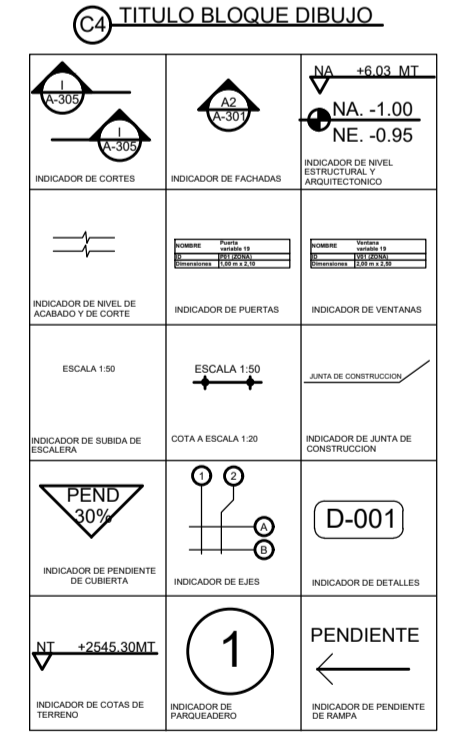 C4 TITULO BLOQUE DIBUJO
I
A-305
I
A-305
INDICADOR DE CORTES
A2
A-301
INDICADOR DE FACHADAS
NA +6.03 MT
NA. -1.00
NE. -0.95
INDICADOR DE NIVEL
ESTRUCTURAL Y
ARQUITECTONICO
INDICADOR DE NIVEL DE
ACABADO Y DE CORTE
NOMBRE Puerta
variable 19
ID P01 (ZONA)
Dimensiones 1,00 m x 2,10
INDICADOR DE PUERTAS
NOMBRE Ventana
variable 19
ID V01 (ZONA)
Dimensiones 2,00 m x 2,50
INDICADOR DE VENTANAS
ESCALA 1:50
INDICADOR DE SUBIDA DE
ESCALERA
ESCALA 1:50
COTA A ESCALA 1:20
JUNTA DE CONSTRUCCION
INDICADOR DE JUNTA DE
CONSTRUCCION
PEND
30%
INDICADOR DE PENDIENTE
DE CUBIERTA
1 2
A
B
INDICADOR DE EJES
D-001
INDICADOR DE DETALLES
NT +2545.30MT
INDICADOR DE COTAS DE
TERRENO
1
INDICADOR DE
PARQUEADERO
PENDIENTE
INDICADOR DE PENDIENTE
DE RAMPA